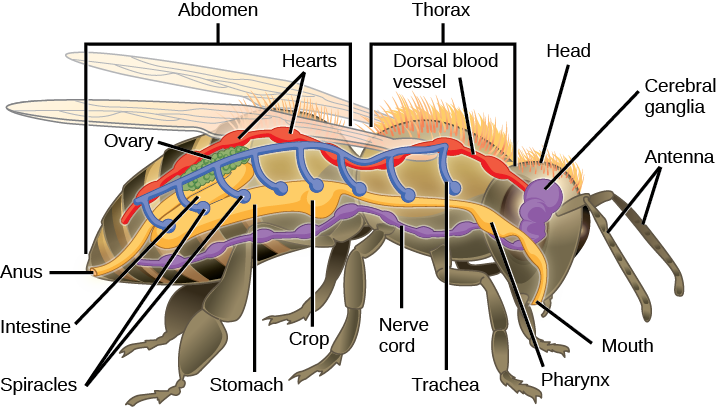 Abdomen
Thorax
Hearts
Dorsal blood
vessel
Head
Cerebral
ganglia
Ovary
Antenna
Anus
Intestine
Spiracles
Stomach
Crop
Nerve
cord
Trachea
Pharynx
Mouth